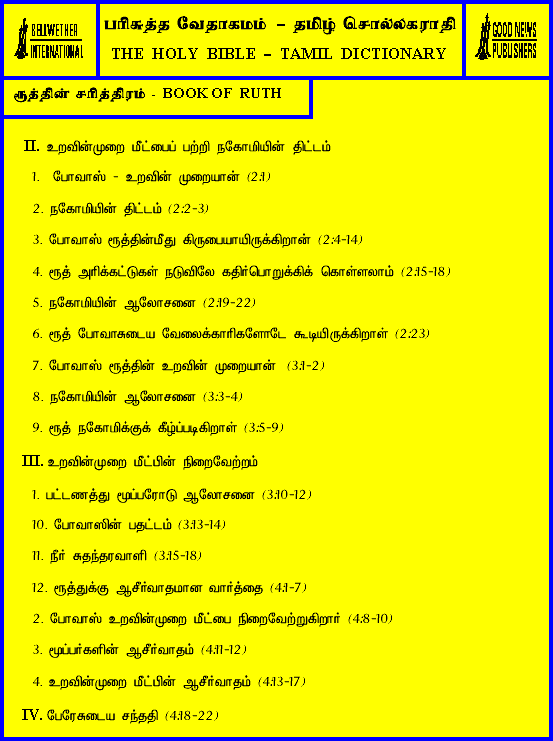 BELLWETHER
INTERNATIONAL
பரிசுத்த வேதாகமம் – தமிழ் சொல்லகராதி
THE HOLY BIBLE – TAMIL DICTIONARY
GOOD NEWS
PUBLISHERS
ரூத்தின் சரித்திரம் - BOOK OF RUTH
II. உறவின்முறை மீட்பைப் பற்றி நகோமியின் திட்டம்
1. போவாஸ் - உறவின் முறையான் (2:1)
2. நகோமியின் திட்டம் (2:2-3)
3. போவாஸ் ரூத்தின்மீது கிருபையாயிருக்கிறான் (2:4-14)
4. ரூத் அரிக்கட்டுகள் நடுவிலே கதிர்பொறுக்கிக் கொள்ளலாம் (2:15-18)
5. நகோமியின் ஆலோசனை (2:19-22)
6. ரூத் போவாசுடைய வேலைக்காரிகளோடே கூடியிருக்கிறாள் (2:23)
7. போவாஸ் ரூத்தின் உறவின் முறையான் (3:1-2)
8. நகோமியின் ஆலோசனை (3:3-4)
9. ரூத் நகோமிக்குக் கீழ்ப்படிகிறாள் (3:5-9)
III. உறவின்முறை மீட்பின் நிறைவேற்றம்
1. பட்டணத்து மூப்பரோடு ஆலோசனை (3:10-12)
10. போவாஸின் பதட்டம் (3:13-14)
11. நீர் சுதந்தரவாளி (3:15-18)
12. ரூத்துக்கு ஆசீர்வாதமான வார்த்தை (4:1-7)
2. போவாஸ் உறவின்முறை மீட்பை நிறைவேற்றுகிறார் (4:8-10)
3. மூப்பர்களின் ஆசீர்வாதம் (4:11-12)
4. உறவின்முறை மீட்பின் ஆசீர்வாதம் (4:13-17)
IV. பேரேசுடைய சந்ததி (4:18-22)